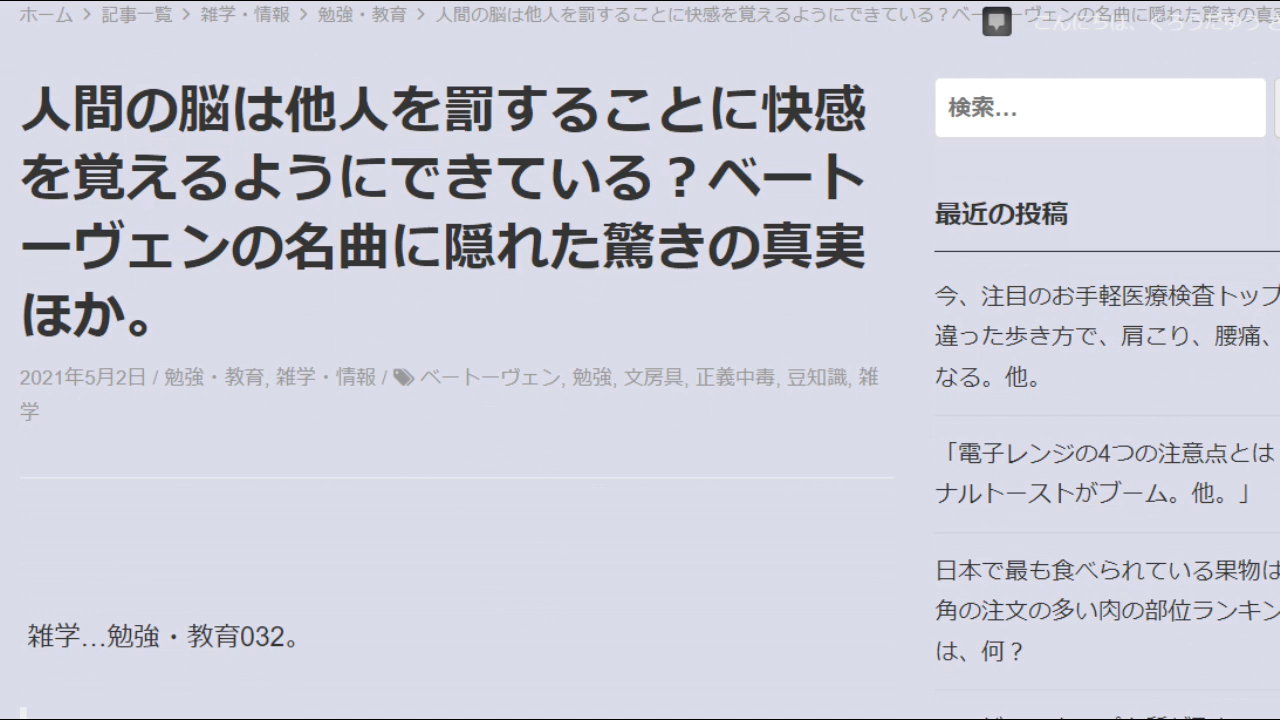 ホーム > 記事一覧 > 雑学・情報 > 勉強・教育 > 人間の脳は他人を罰することに快感を覚えるようにできている？ベートーヴェンの名曲に隠れた驚きの真実
こんにちは、くろうだゆうさ
人間の脳は他人を罰することに快感
を覚えるようにできている？ベート
ーヴェンの名曲に隠れた驚きの真実
ほか。
2021年5月2日 / 勉強・教育, 雑学・情報 / ベートーヴェン, 勉強, 文房具, 正義中毒, 豆知識, 雑
学
雑学…勉強・教育032。
検索…
最近の投稿
今、注目のお手軽医療検査トップ
違った歩き方で、肩こり、腰痛、
なる。他。
「電子レンジの4つの注意点とは
ナルトーストがブーム。他。」
日本で最も食べられている果物は
角の注文の多い肉の部位ランキン
は、何？